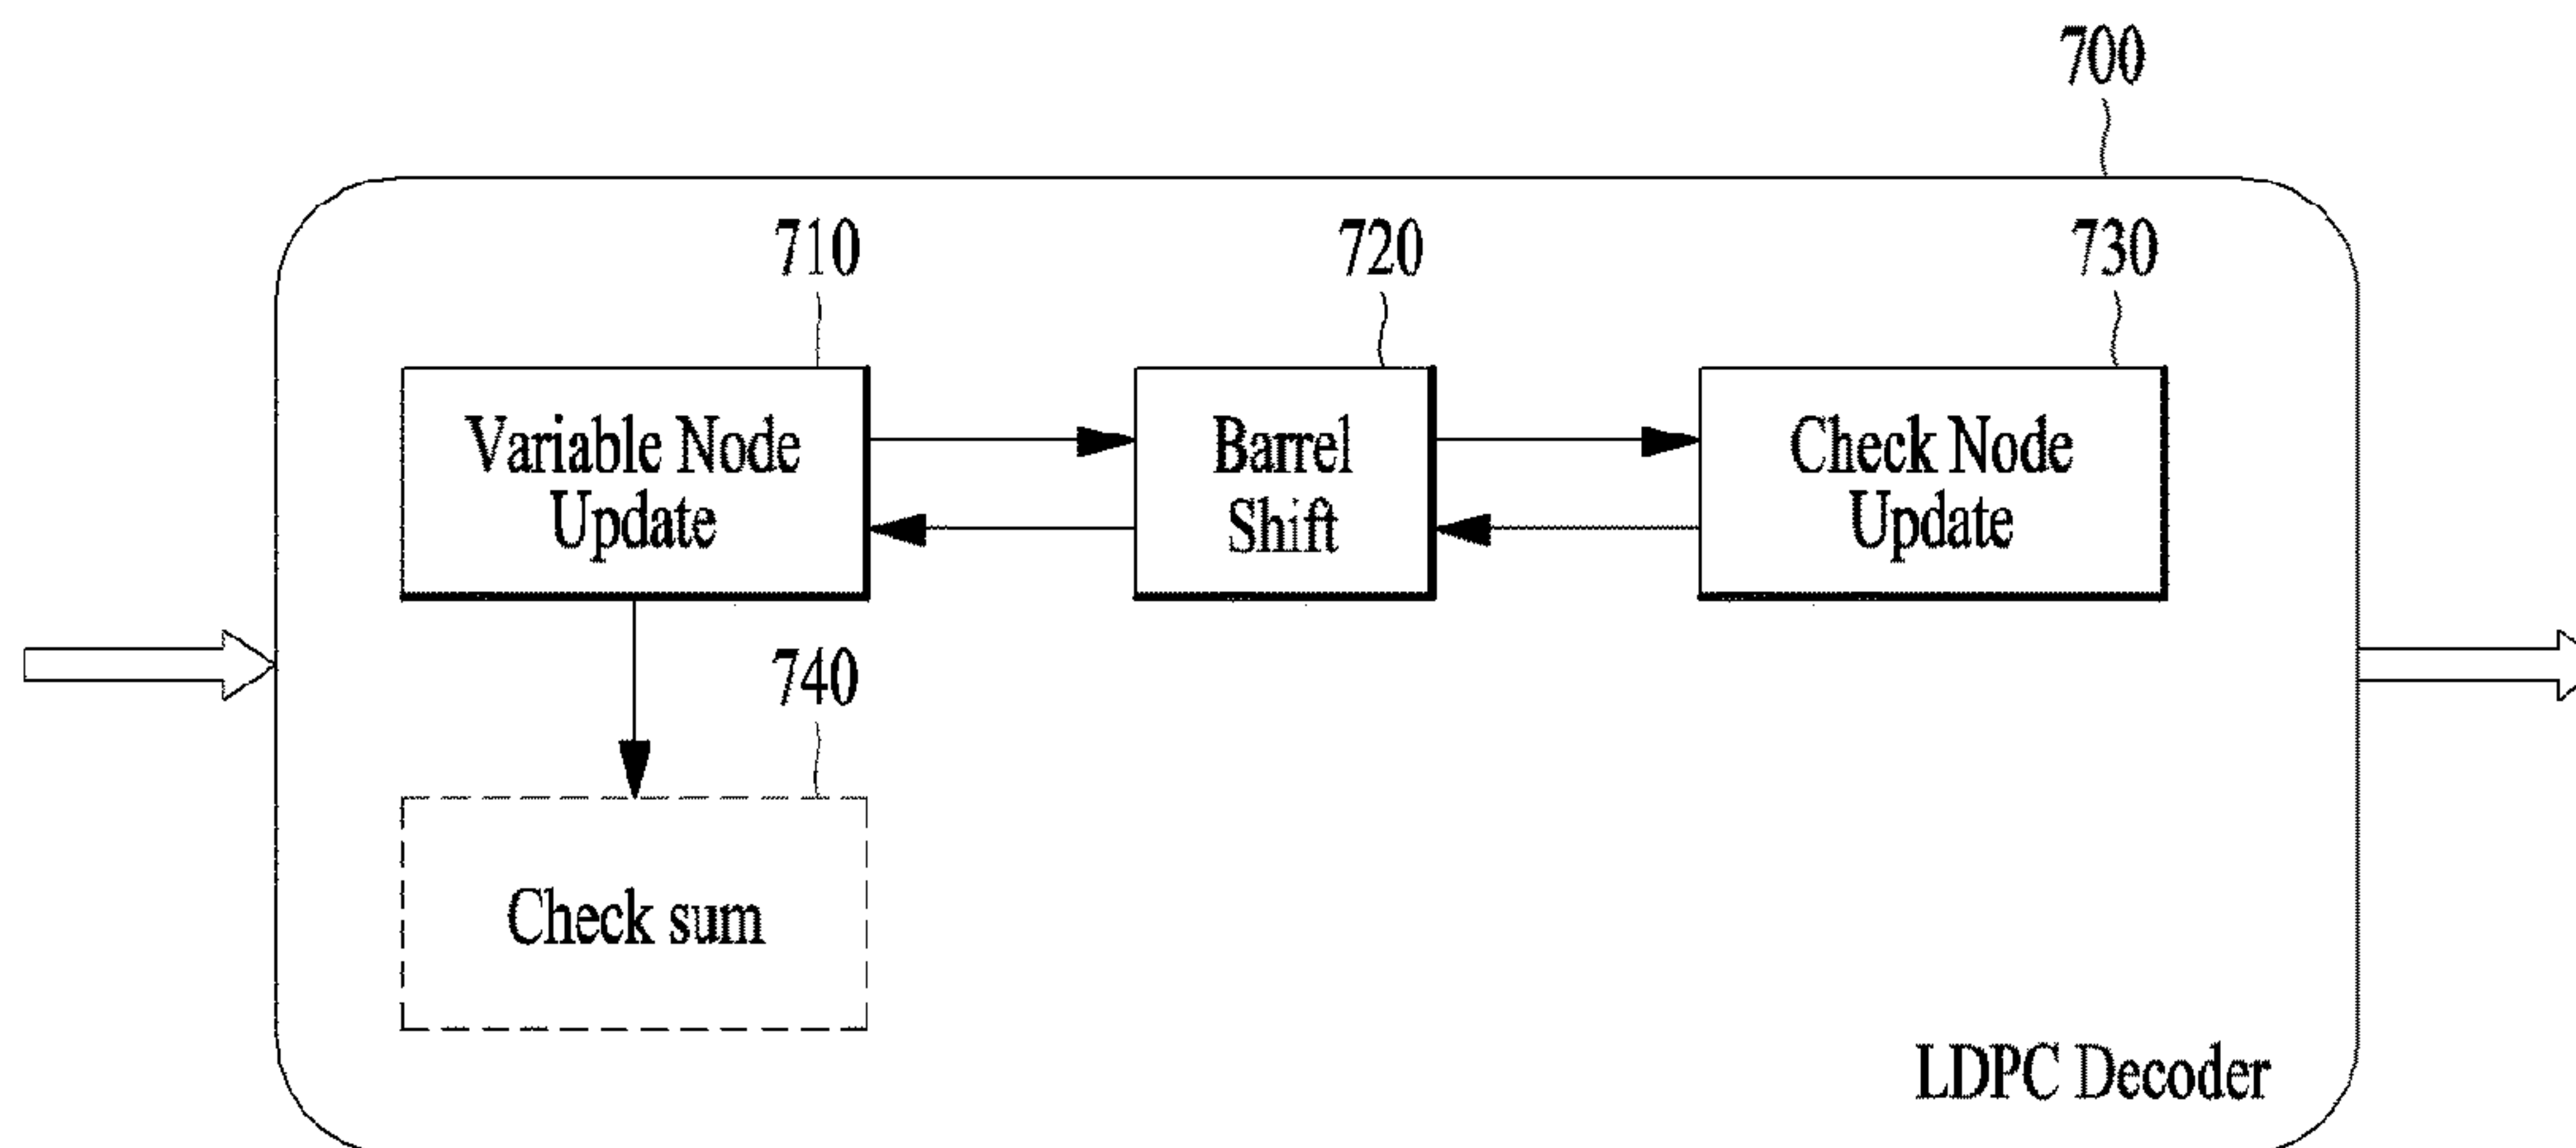 700
710
720
730
Variable Node
Update
Barrel
Shift
Check Node
Update
740
Check sum
LDPC Decoder